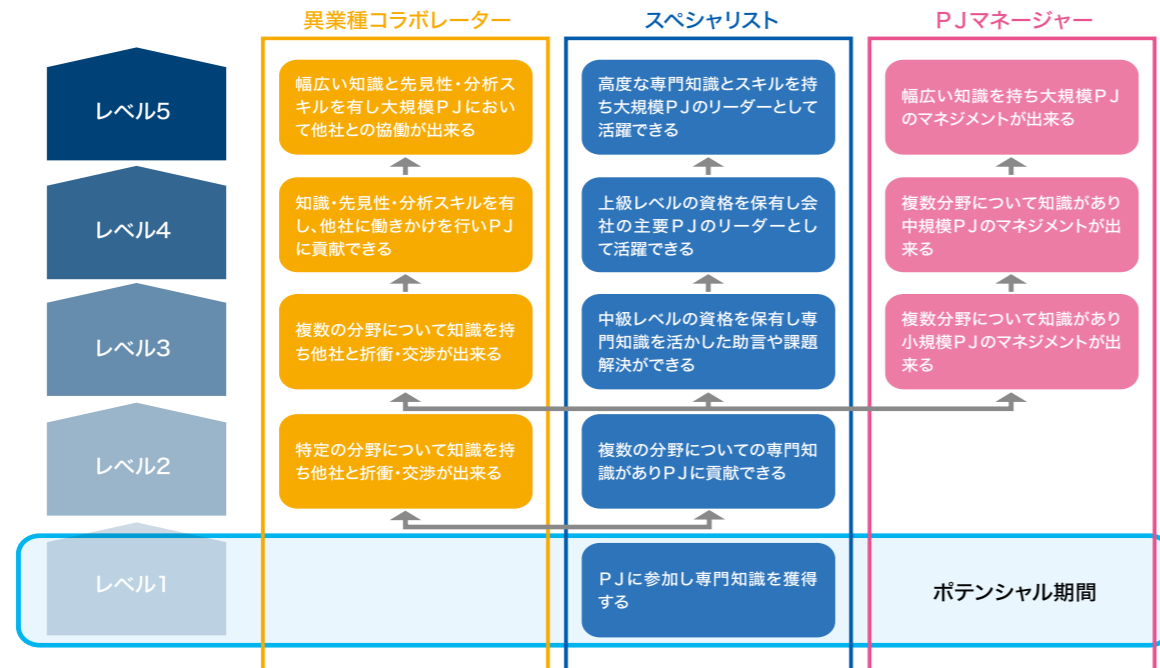 異業種コラボレーター
スペシャリスト
PJマネージャー
レベル5
幅広い知識と先見性・分析ス
キルを有し大規模PJにおい
て他社との協働が出来る
高度な専門知識とスキルを持
ち大規模PJのリーダーとして
活躍できる
幅広い知識を持ち大規模PJ
のマネジメントが出来る
レベル4
知識・先見性・分析スキルを有
し、他社に働きかけを行いPJ
に貢献できる
上級レベルの資格を保有し会
社の主要PJのリーダーとし
て活躍できる
複数分野について知識があり
中規模PJのマネジメントが出
来る
レベル3
複数の分野について知識を持
ち他社と折衝・交渉が出来る
中級レベルの資格を保有し専
門知識を活かした助言や課題
解決ができる
複数分野について知識があり
小規模PJのマネジメントが出
来る
レベル2
特定の分野について知識を持
ち他社と折衝・交渉が出来る
複数の分野についての専門知
識がありPJに貢献できる
レベル1
PJに参加し専門知識を獲得
する
ポテンシャル期間